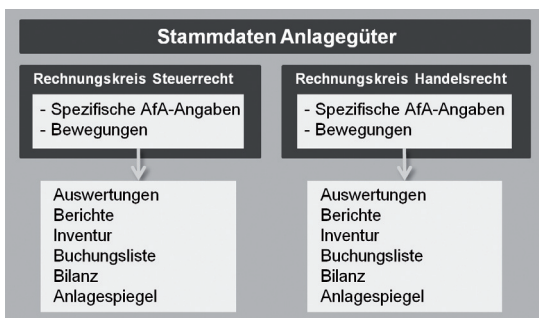 Stammdaten Anlagegüter
Rechnungskreis Steuerrecht
- Spezifische AfA-Angaben
- Bewegungen
Auswertungen
Berichte
Inventur
Buchungsliste
Bilanz
Anlagespiegel
Rechnungskreis Handelsrecht
- Spezifische AfA-Angaben
- Bewegungen
Auswertungen
Berichte
Inventur
Buchungsliste
Bilanz
Anlagespiegel